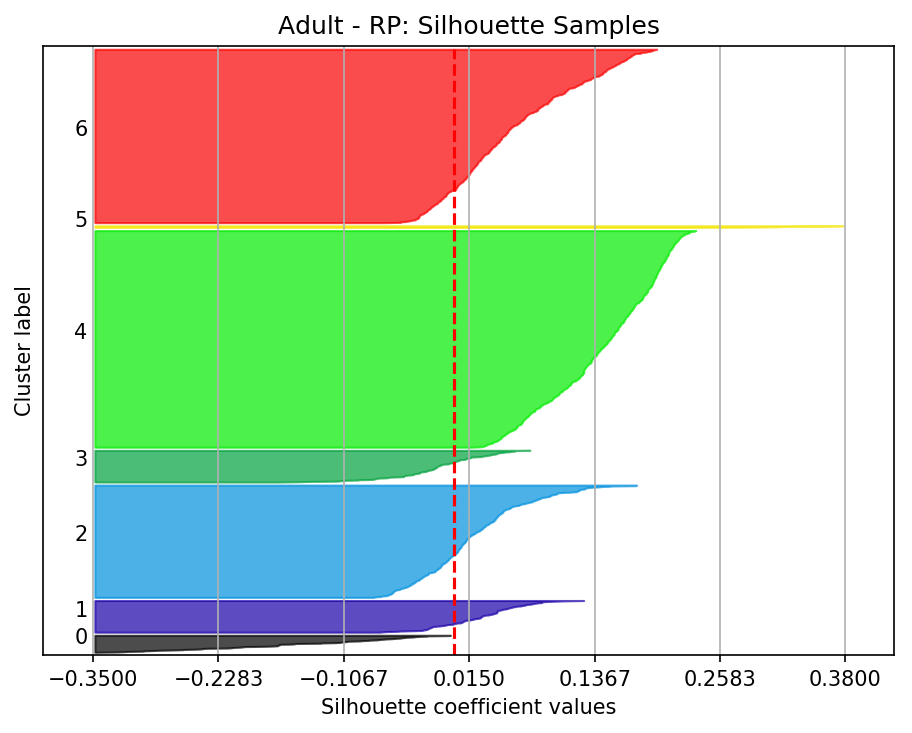 Adult - RP: Silhouette Samples
6
5
4
3
2
1
0
Cluster label
−0.3500 −0.2283 −0.1067 0.0150 0.1367 0.2583 0.3800
Silhouette coefficient values